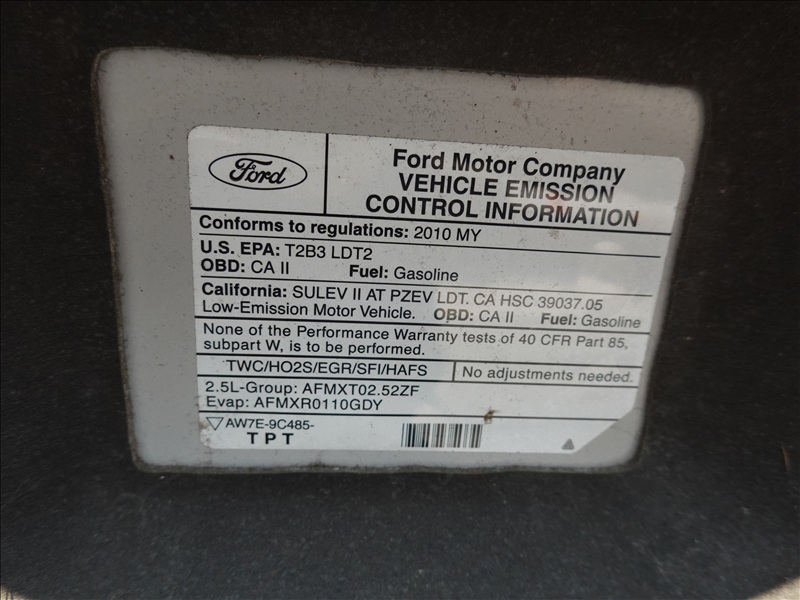 Ford
Ford Motor Company
VEHICLE EMISSION
CONTROL INFORMATION
Conforms to regulations: 2010 MY
U.S. EPA: T2B3 LDT2
OBD: CA II Fuel: Gasoline
California: SULEV II AT PZEV LDT. CA HSC 39037.05
Low-Emission Motor Vehicle. OBD: CA II Fuel: Gasoline
None of the Performance Warranty tests of 40 CFR Part 85,
subpart W, is to be performed.
TWC/HO2S/EGR/SFI/HAFS No adjustments needed.
2.5L-Group: AFMXT02.52ZF
Evap: AFMXR0110GDY
AW7E-9C485-
T P T